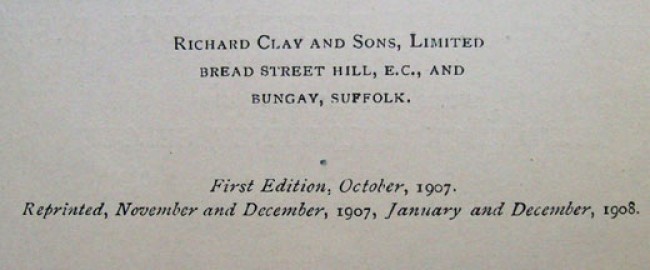 RICHARD CLAY AND SONS, LIMITED
BREAD STREET HILL, E.C., AND
BUNGAY, SUFFOLK.
First Edition, October, 1907.
Reprinted, November and December, 1907, January and December, 1908.